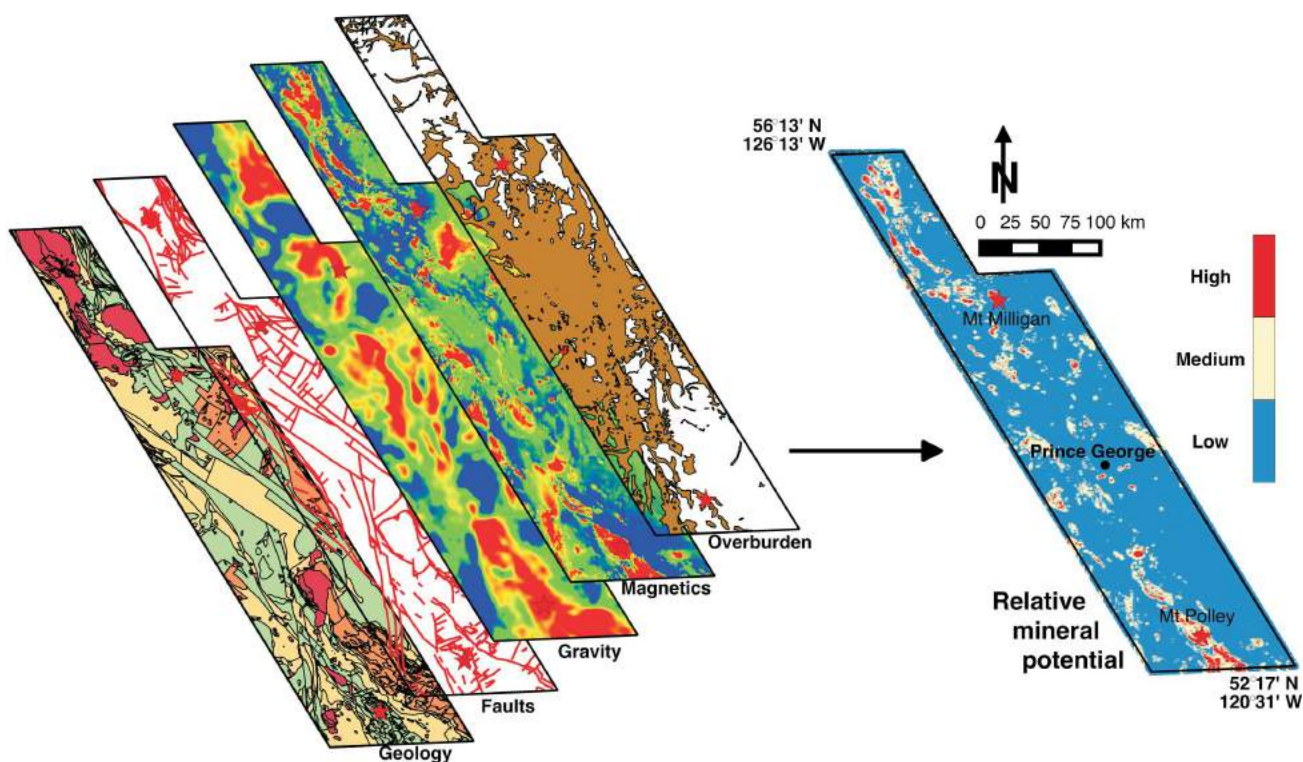 Geology
Faults
Gravity
Magnetics
Overburden
56°13' N
126°13' W
N
0 25 50 75 100 km
High
Medium
Low
Mt Milligan
Prince George
Mt Polley
Relative
mineral
potential
52°17' N
120°31' W